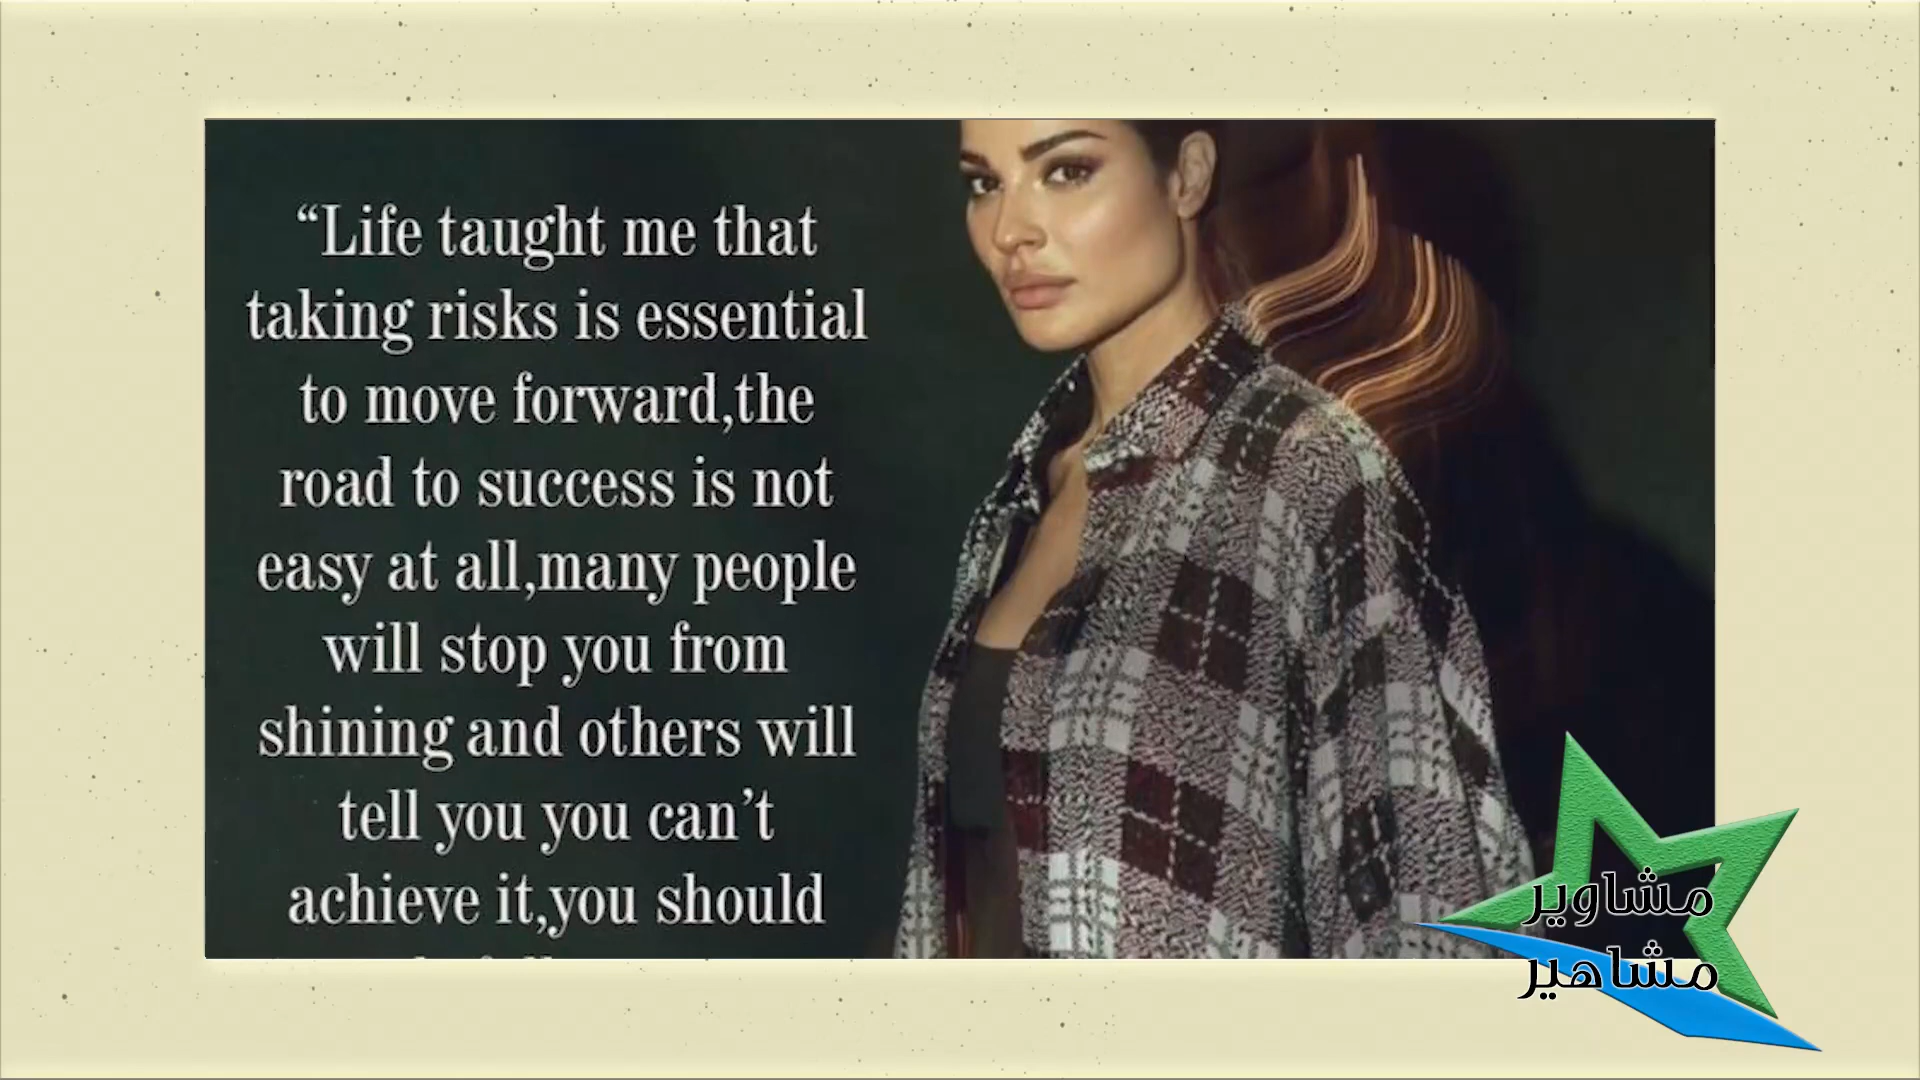 “Life taught me that
taking risks is essential
to move forward,the
road to success is not
easy at all,many people
will stop you from
shining and others will
tell you you can’t
achieve it,you should
مشاوير
مشاهير